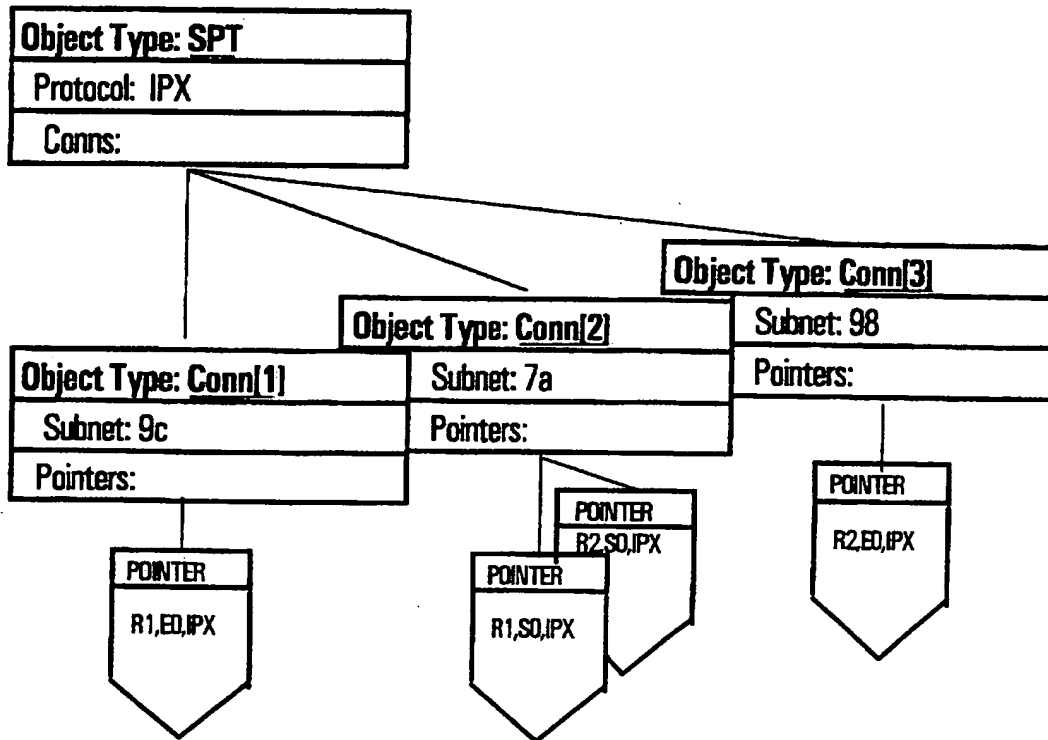 Object Type: SPT
Protocol: IPX
Conns:
Object Type: Conn[3]
Subnet: 98
Pointers:
Object Type: Conn[2]
Subnet: 7a
Pointers:
Object Type: Conn[1]
Subnet: 9c
Pointers:
POINTER
R1,E0,IPX
POINTER
R1,S0,IPX
POINTER
R2,S0,IPX
POINTER
R2,E0,IPX